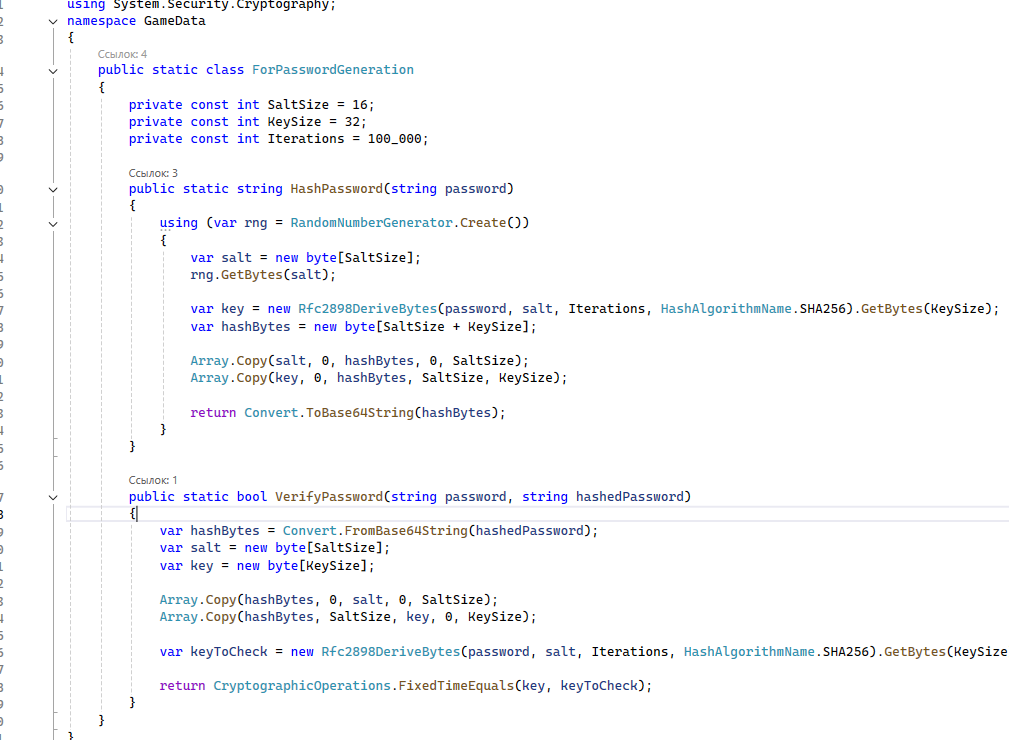 using System.Security.Cryptography;
namespace GameData
{
Ссылок: 4
public static class ForPasswordGeneration
{
private const int SaltSize = 16;
private const int KeySize = 32;
private const int Iterations = 100_000;
Ссылок: 3
public static string HashPassword(string password)
{
using (var rng = RandomNumberGenerator.Create())
{
var salt = new byte[SaltSize];
rng.GetBytes(salt);
var key = new Rfc2898DeriveBytes(password, salt, Iterations, HashAlgorithmName.SHA256).GetBytes(KeySize);
var hashBytes = new byte[SaltSize + KeySize];
Array.Copy(salt, 0, hashBytes, 0, SaltSize);
Array.Copy(key, 0, hashBytes, SaltSize, KeySize);
return Convert.ToBase64String(hashBytes);
}
}
Ссылок: 1
public static bool VerifyPassword(string password, string hashedPassword)
{
var hashBytes = Convert.FromBase64String(hashedPassword);
var salt = new byte[SaltSize];
var key = new byte[KeySize];
Array.Copy(hashBytes, 0, salt, 0, SaltSize);
Array.Copy(hashBytes, SaltSize, key, 0, KeySize);
var keyToCheck = new Rfc2898DeriveBytes(password, salt, Iterations, HashAlgorithmName.SHA256).GetBytes(KeySize
return CryptographicOperations.FixedTimeEquals(key, keyToCheck);
}
}
}